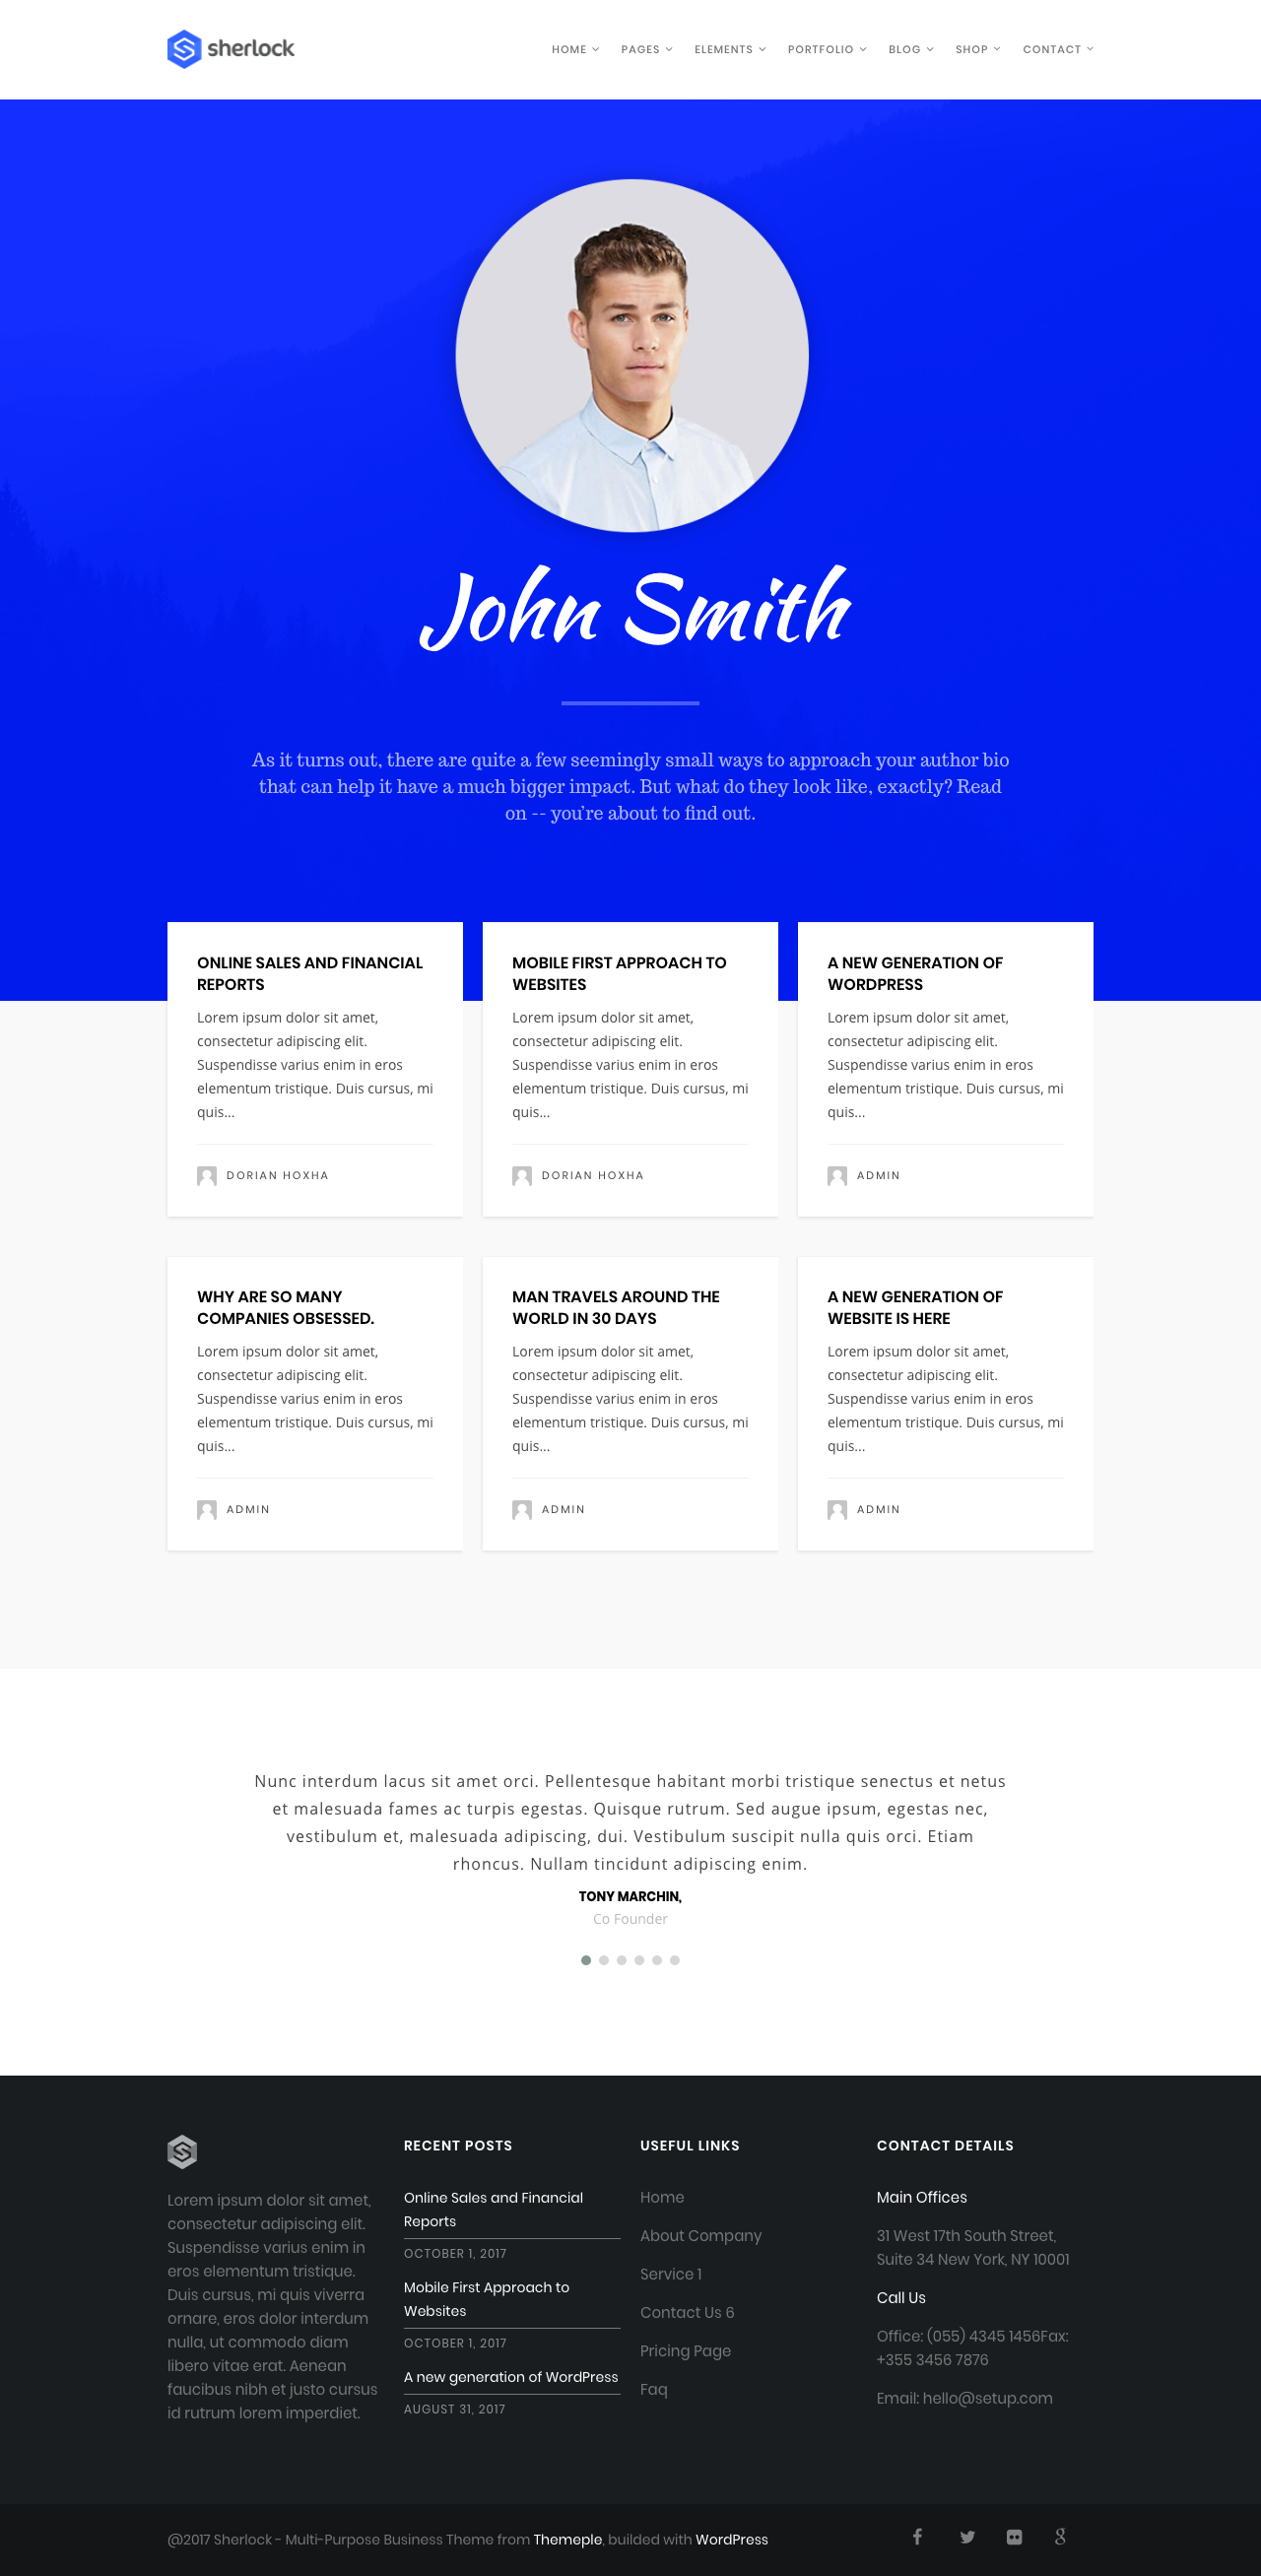 sherlock
HOME PAGES ELEMENTS PORTFOLIO BLOG SHOP CONTACT
John Smith
As it turns out, there are quite a few seemingly small ways to approach your author bio
that can help it have a much bigger impact. But what do they look like, exactly? Read
on -- you're about to find out.
ONLINE SALES AND FINANCIAL
REPORTS
Lorem ipsum dolor sit amet,
consectetur adipiscing elit.
Suspendisse varius enim in eros
elementum tristique. Duis cursus, mi
quis...
DORIAN HOXHA
MOBILE FIRST APPROACH TO
WEBSITES
Lorem ipsum dolor sit amet,
consectetur adipiscing elit.
Suspendisse varius enim in eros
elementum tristique. Duis cursus, mi
quis...
DORIAN HOXHA
A NEW GENERATION OF
WORDPRESS
Lorem ipsum dolor sit amet,
consectetur adipiscing elit.
Suspendisse varius enim in eros
elementum tristique. Duis cursus, mi
quis...
ADMIN
WHY ARE SO MANY
COMPANIES OBSESSED.
Lorem ipsum dolor sit amet,
consectetur adipiscing elit.
Suspendisse varius enim in eros
elementum tristique. Duis cursus, mi
quis...
ADMIN
MAN TRAVELS AROUND THE
WORLD IN 30 DAYS
Lorem ipsum dolor sit amet,
consectetur adipiscing elit.
Suspendisse varius enim in eros
elementum tristique. Duis cursus, mi
quis...
ADMIN
A NEW GENERATION OF
WEBSITE IS HERE
Lorem ipsum dolor sit amet,
consectetur adipiscing elit.
Suspendisse varius enim in eros
elementum tristique. Duis cursus, mi
quis...
ADMIN
Nunc interdum lacus sit amet orci. Pellentesque habitant morbi tristique senectus et netus
et malesuada fames ac turpis egestas. Quisque rutrum. Sed augue ipsum, egestas nec,
vestibulum et, malesuada adipiscing, dui. Vestibulum suscipit nulla quis orci. Etiam
rhoncus. Nullam tincidunt adipiscing enim.
TONY MARCHIN,
Co Founder
Lorem ipsum dolor sit amet,
consectetur adipiscing elit.
Suspendisse varius enim in
eros elementum tristique.
Duis cursus, mi quis viverra
ornare, eros dolor interdum
nulla, ut commodo diam
libero vitae erat. Aenean
faucibus nibh et justo cursus
id rutrum lorem imperdiet.
RECENT POSTS
Online Sales and Financial
Reports
OCTOBER 1, 2017
Mobile First Approach to
Websites
OCTOBER 1, 2017
A new generation of WordPress
AUGUST 31, 2017
USEFUL LINKS
Home
About Company
Service 1
Contact Us 6
Pricing Page
Faq
CONTACT DETAILS
Main Offices
31 West 17th South Street,
Suite 34 New York, NY 10001
Call Us
Office: (055) 4345 1456Fax:
+355 3456 7876
Email: hello@setup.com
@2017 Sherlock - Multi-Purpose Business Theme from Themeple, builded with WordPress